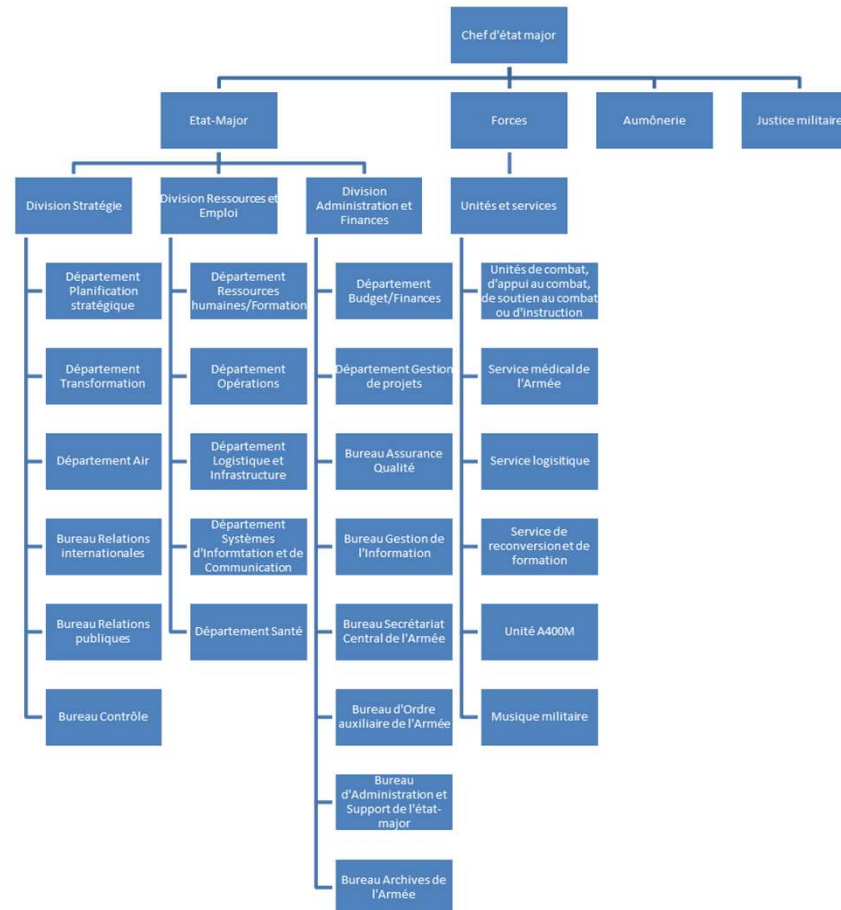 Chef d'état major
Etat-Major
Forces
Aumônerie
Justice militaire
Division Stratégie
Division Ressources et
Emploi
Division
Administration et
Finances
Unités et services
Département
Planification
stratégique
Département
Transformation
Département Air
Bureau Relations
internationales
Bureau Relations
publiques
Bureau Contrôle
Département
Ressources
humaines/Formation
Département
Opérations
Département
Logistique et
Infrastructure
Département
Systèmes
d'Informtation et de
Communication
Département Santé
Département
Budget/Finances
Département Gestion
de projets
Bureau Assurance
Qualité
Bureau Gestion de
l'Information
Bureau Secrétariat
Central de l'Armée
Bureau d'Ordre
auxiliaire de l'Armée
Bureau
d'Administration et
Support de l'état-
major
Bureau Archives de
l'Armée
Unités de combat,
d'appui au combat,
de soutien au combat
ou d'instruction
Service médical de
l'Armée
Service logisitique
Service de
reconversion et de
formation
Unité A400M
Musique militaire